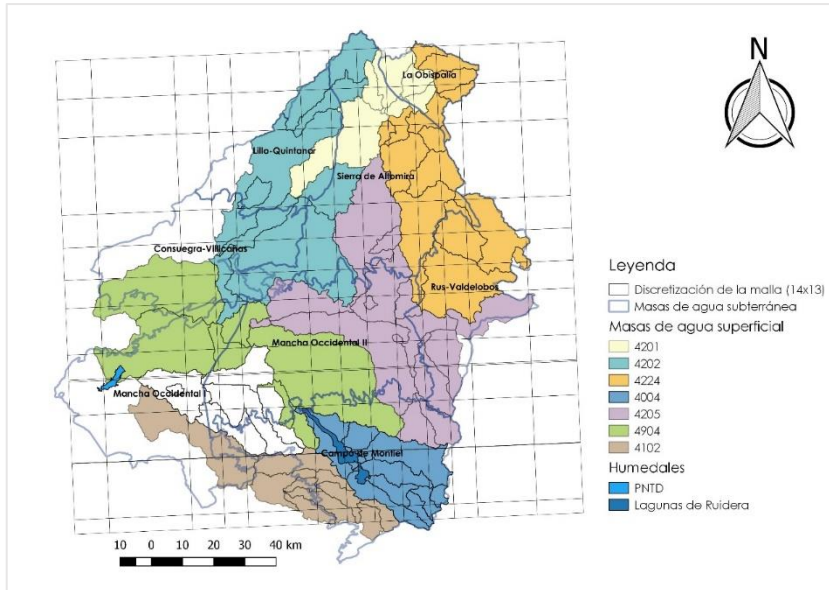 N
La Obispalía
Lillo-Quintanar
Sierra de Altomira
Consuegra-Villacañas
Rus-Valdelobos
Mancha Occidental II
Mancha Occidental I
Campo de Montiel
Leyenda
Discretización de la malla (14x13)
Masas de agua subterránea
Masas de agua superficial
4201
4202
4224
4004
4205
4904
4102
Humedales
PNTD
Lagunas de Ruidera
10 0 10 20 30 40 km